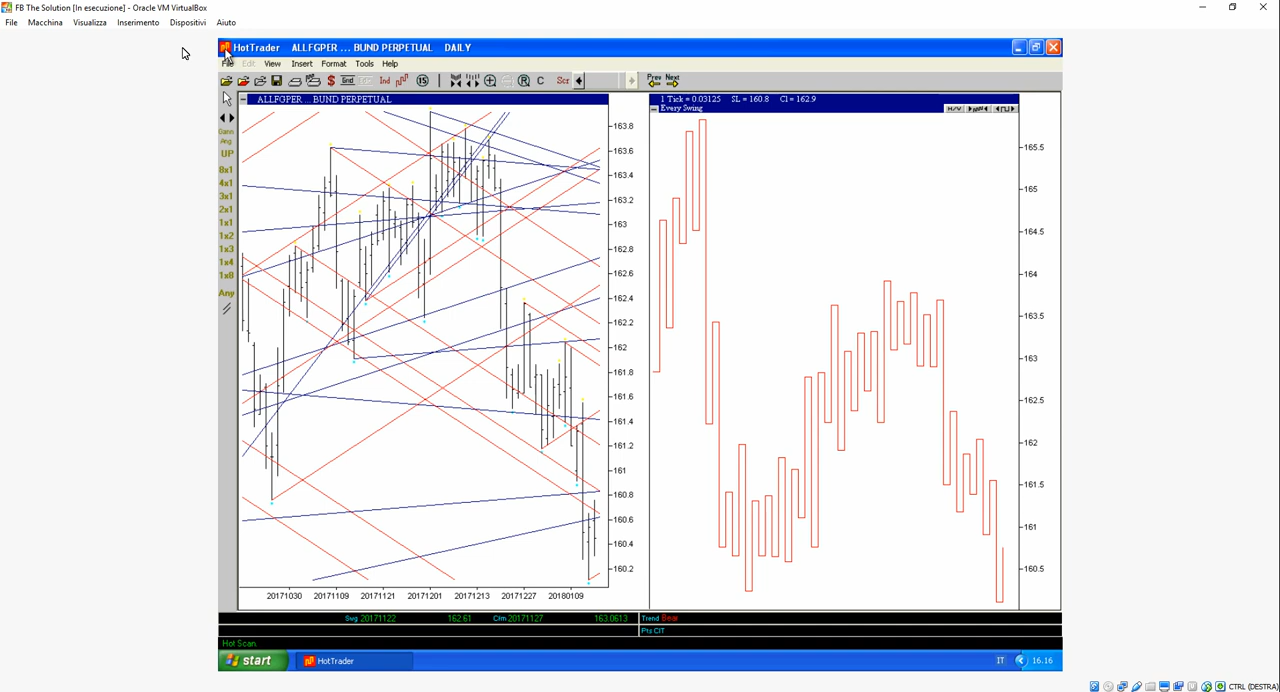 FB The Solution [In esecuzione] - Oracle VM VirtualBox
File Macchina Visualizza Inserimento Dispositivi Aiuto
HotTrader ALLFGPER ... BUND PERPETUAL DAILY
File Edit View Insert Format Tools Help
$ Ind 15 R C Scr Prev Next
ALLFGPER ... BUND PERPETUAL
1 Tick = 0.03125 SL = 160.8 Cl = 162.9
Every Swing
Gann
Ang
UP
8x1
4x1
3x1
2x1
1x1
1x2
1x3
1x4
1x8
Any
163.8
163.6
163.4
163.2
163
162.8
162.6
162.4
162.2
162
161.8
161.6
161.4
161.2
161
160.8
160.6
160.4
160.2
20171030 20171109 20171121 20171201 20171213 20171227 20180109
165.5
165
164.5
164
163.5
163
162.5
162
161.5
161
160.5
Swg 20171122 162.61 Clm 20171127 163.0613 Trend Bear
Pts CIT
Hot Scan
start HotTrader IT 16.16
CTRL (DESTRA)